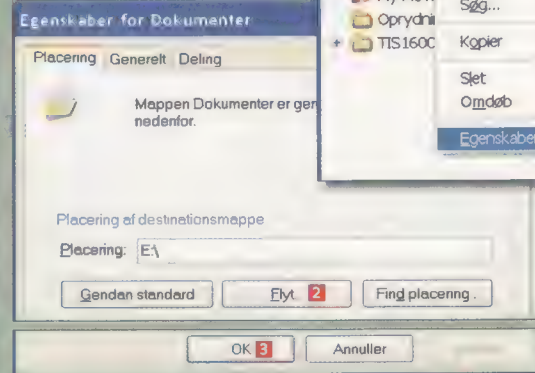 Egenskaber for Dokumenter
Placering Generelt Deling
Mappen Dokumenter er gen
nedenfor.
Placering af destinationsmappe
Placering: E:\
Gendan standard
Flyt 2
Find placering .
OK 3
Annuller
Søg...
Oprydni
+ TIS160C
Kopier
Slet
Omdøb
Egenskaber